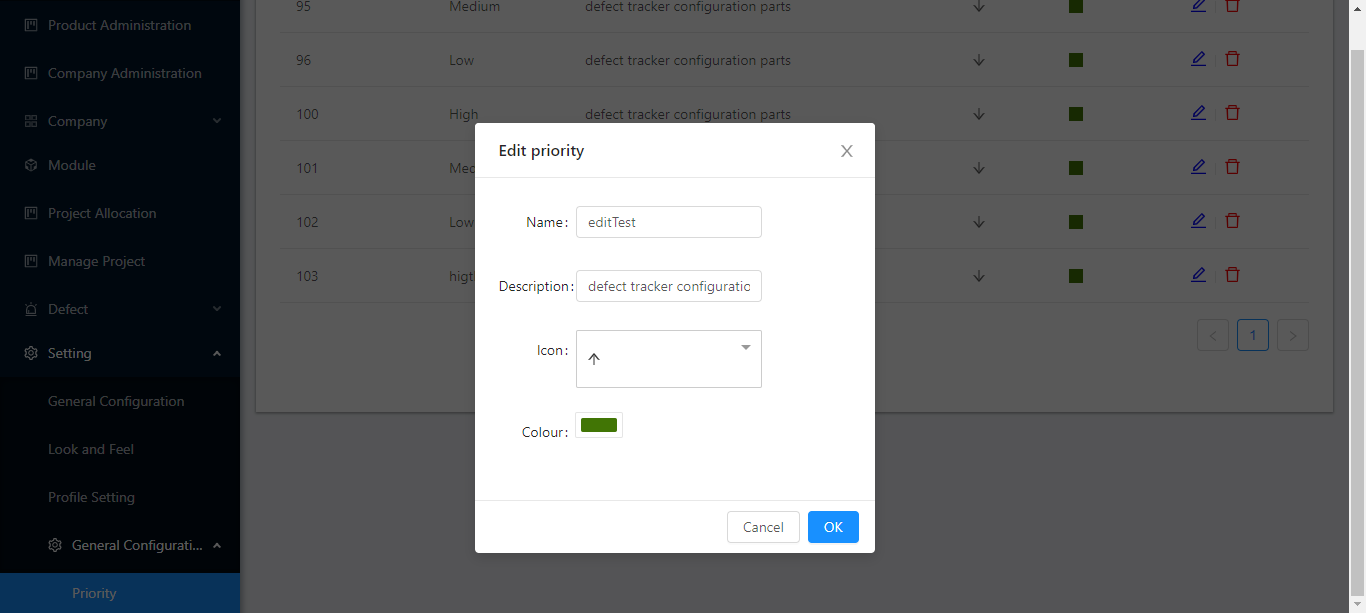 Product Administration
Company Administration
Company
Module
Project Allocation
Manage Project
Defect
Setting
General Configuration
Look and Feel
Profile Setting
General Configurati...
Priority
95 Medium defect tracker configuration parts
96 Low defect tracker configuration parts
100 High defect tracker configuration parts
101 Med
102 Low
103 higt
< 1 >
Edit priority X
Name: editTest
Description: defect tracker configuratio
Icon:
Colour:
Cancel OK